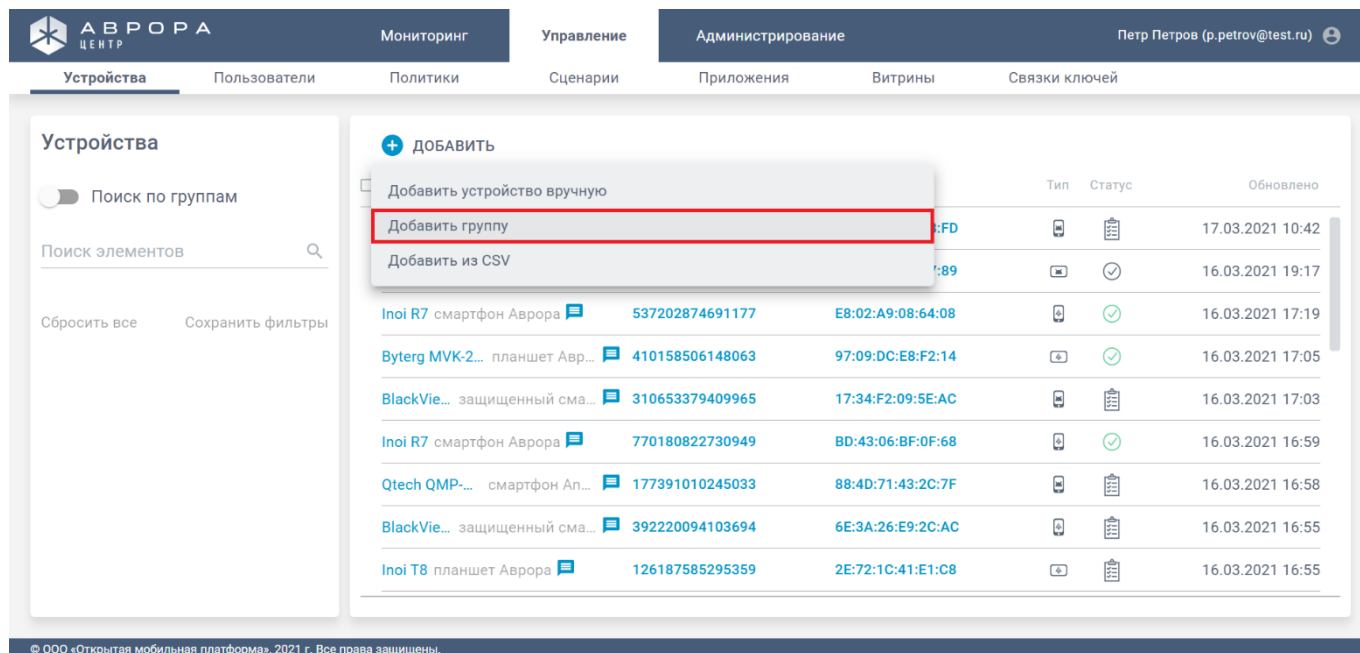 АВРОРА
ЦЕНТР
Мониторинг Управление Администрирование Петр Петров (p.petrov@test.ru)
Устройства Пользователи Политики Сценарии Приложения Витрины Связки ключей
Устройства
ДОБАВИТЬ
Поиск по группам
Добавить устройство вручную
Тип Статус Обновлено
Добавить группу
:FD 17.03.2021 10:42
Поиск элементов
Добавить из CSV
:89 16.03.2021 19:17
Сбросить все Сохранить фильтры
Inoi R7 смартфон Аврора 537202874691177 E8:02:A9:08:64:08 16.03.2021 17:19
Byterg MVK-2... планшет Авр... 410158506148063 97:09:DC:E8:F2:14 16.03.2021 17:05
BlackVie... защищенный сма... 310653379409965 17:34:F2:09:5E:AC 16.03.2021 17:03
Inoi R7 смартфон Аврора 770180822730949 BD:43:06:BF:0F:68 16.03.2021 16:59
Qtech QMP-... смартфон An... 177391010245033 88:4D:71:43:2C:7F 16.03.2021 16:58
BlackVie... защищенный сма... 392220094103694 6E:3A:26:E9:2C:AC 16.03.2021 16:55
Inoi T8 планшет Аврора 126187585295359 2E:72:1C:41:E1:C8 16.03.2021 16:55
© ООО «Открытая мобильная платформа», 2021 г. Все права защищены.